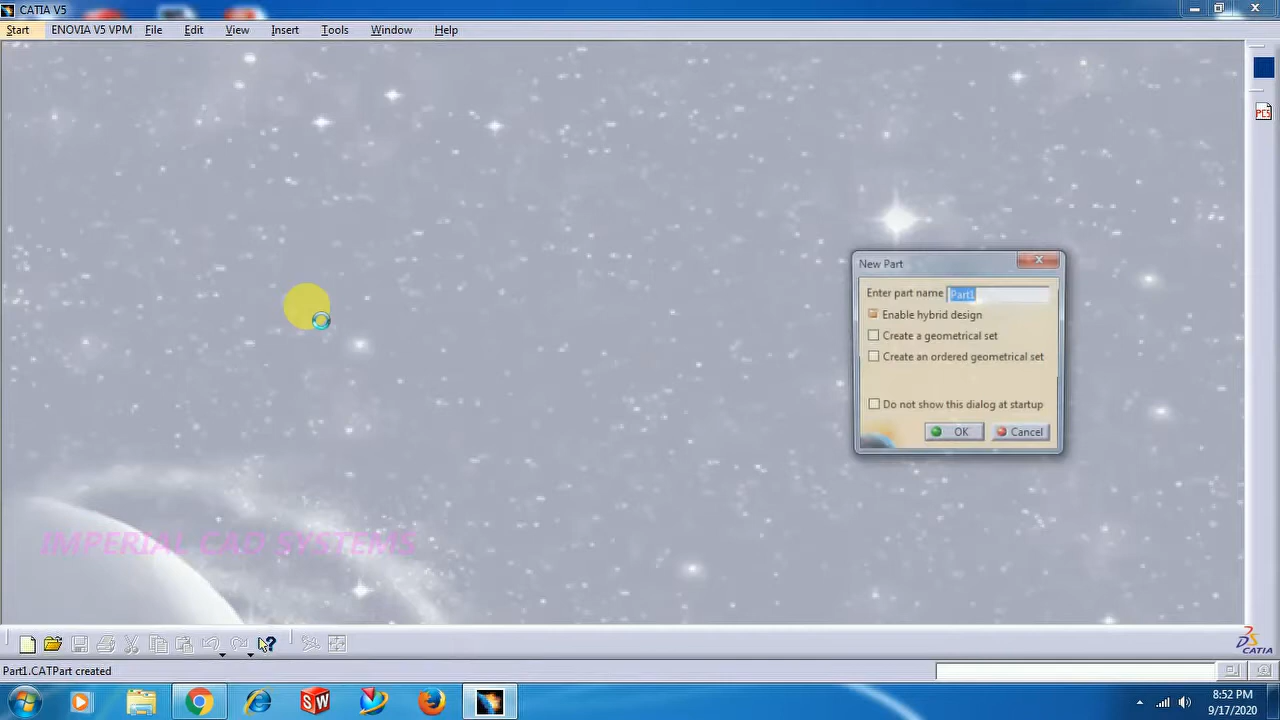 CATIA V5
Start ENOVIA V5 VPM File Edit View Insert Tools Window Help
PCS
New Part
Enter part name Part1
Enable hybrid design
Create a geometrical set
Create an ordered geometrical set
Do not show this dialog at startup
OK Cancel
IMPERIAL CAD SYSTEMS
CATIA
Part1.CATPart created
SW
8:52 PM
9/17/2020